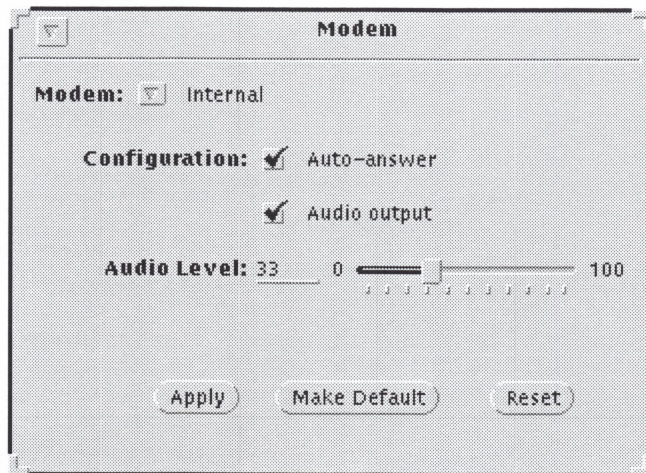 Modem
Modem: Internal
Configuration: Auto-answer
Audio output
Audio Level: 33 0 100
Apply Make Default Reset